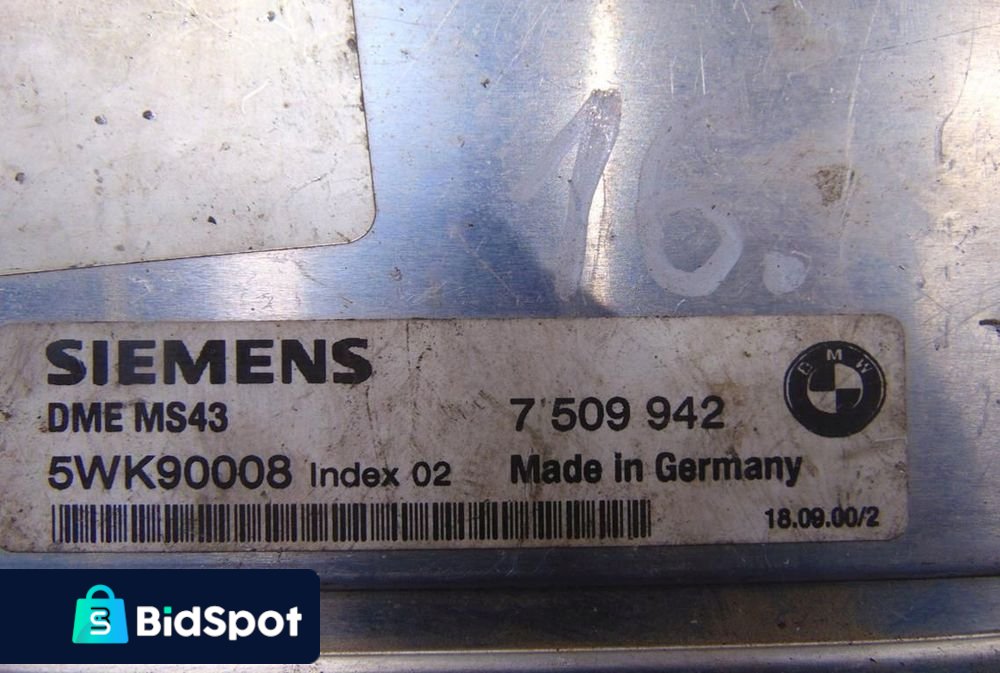 16.
SIEMENS
DME MS43
7 509 942
BMW
5WK90008 Index 02
Made in Germany
18.09.00/2
BidSpot